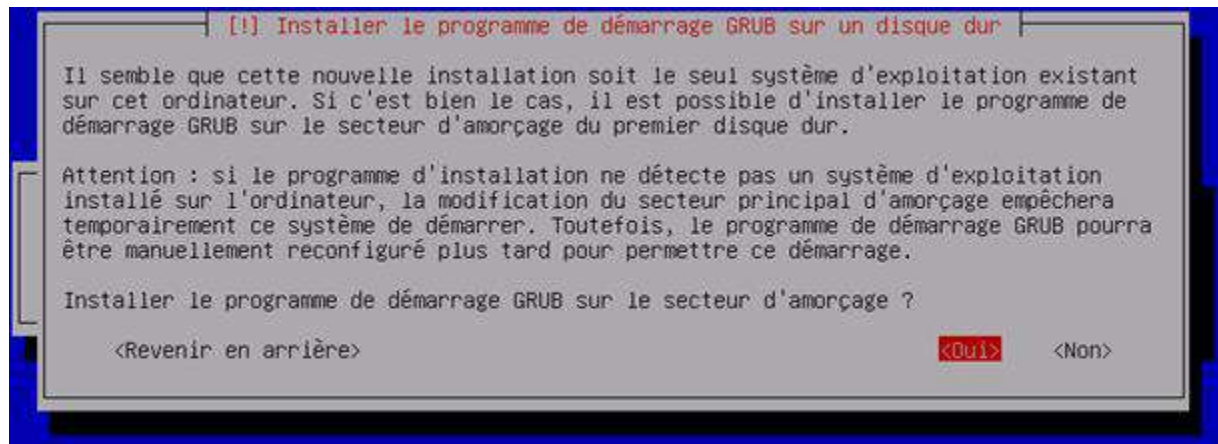 [!] Installer le programme de démarrage GRUB sur un disque dur
Il semble que cette nouvelle installation soit le seul système d'exploitation existant
sur cet ordinateur. Si c'est bien le cas, il est possible d'installer le programme de
démarrage GRUB sur le secteur d'amorçage du premier disque dur.
Attention : si le programme d'installation ne détecte pas un système d'exploitation
installé sur l'ordinateur, la modification du secteur principal d'amorçage empêchera
temporairement ce système de démarrer. Toutefois, le programme de démarrage GRUB pourra
être manuellement reconfiguré plus tard pour permettre ce démarrage.
Installer le programme de démarrage GRUB sur le secteur d'amorçage ?
<Revenir en arrière> <Oui> <Non>